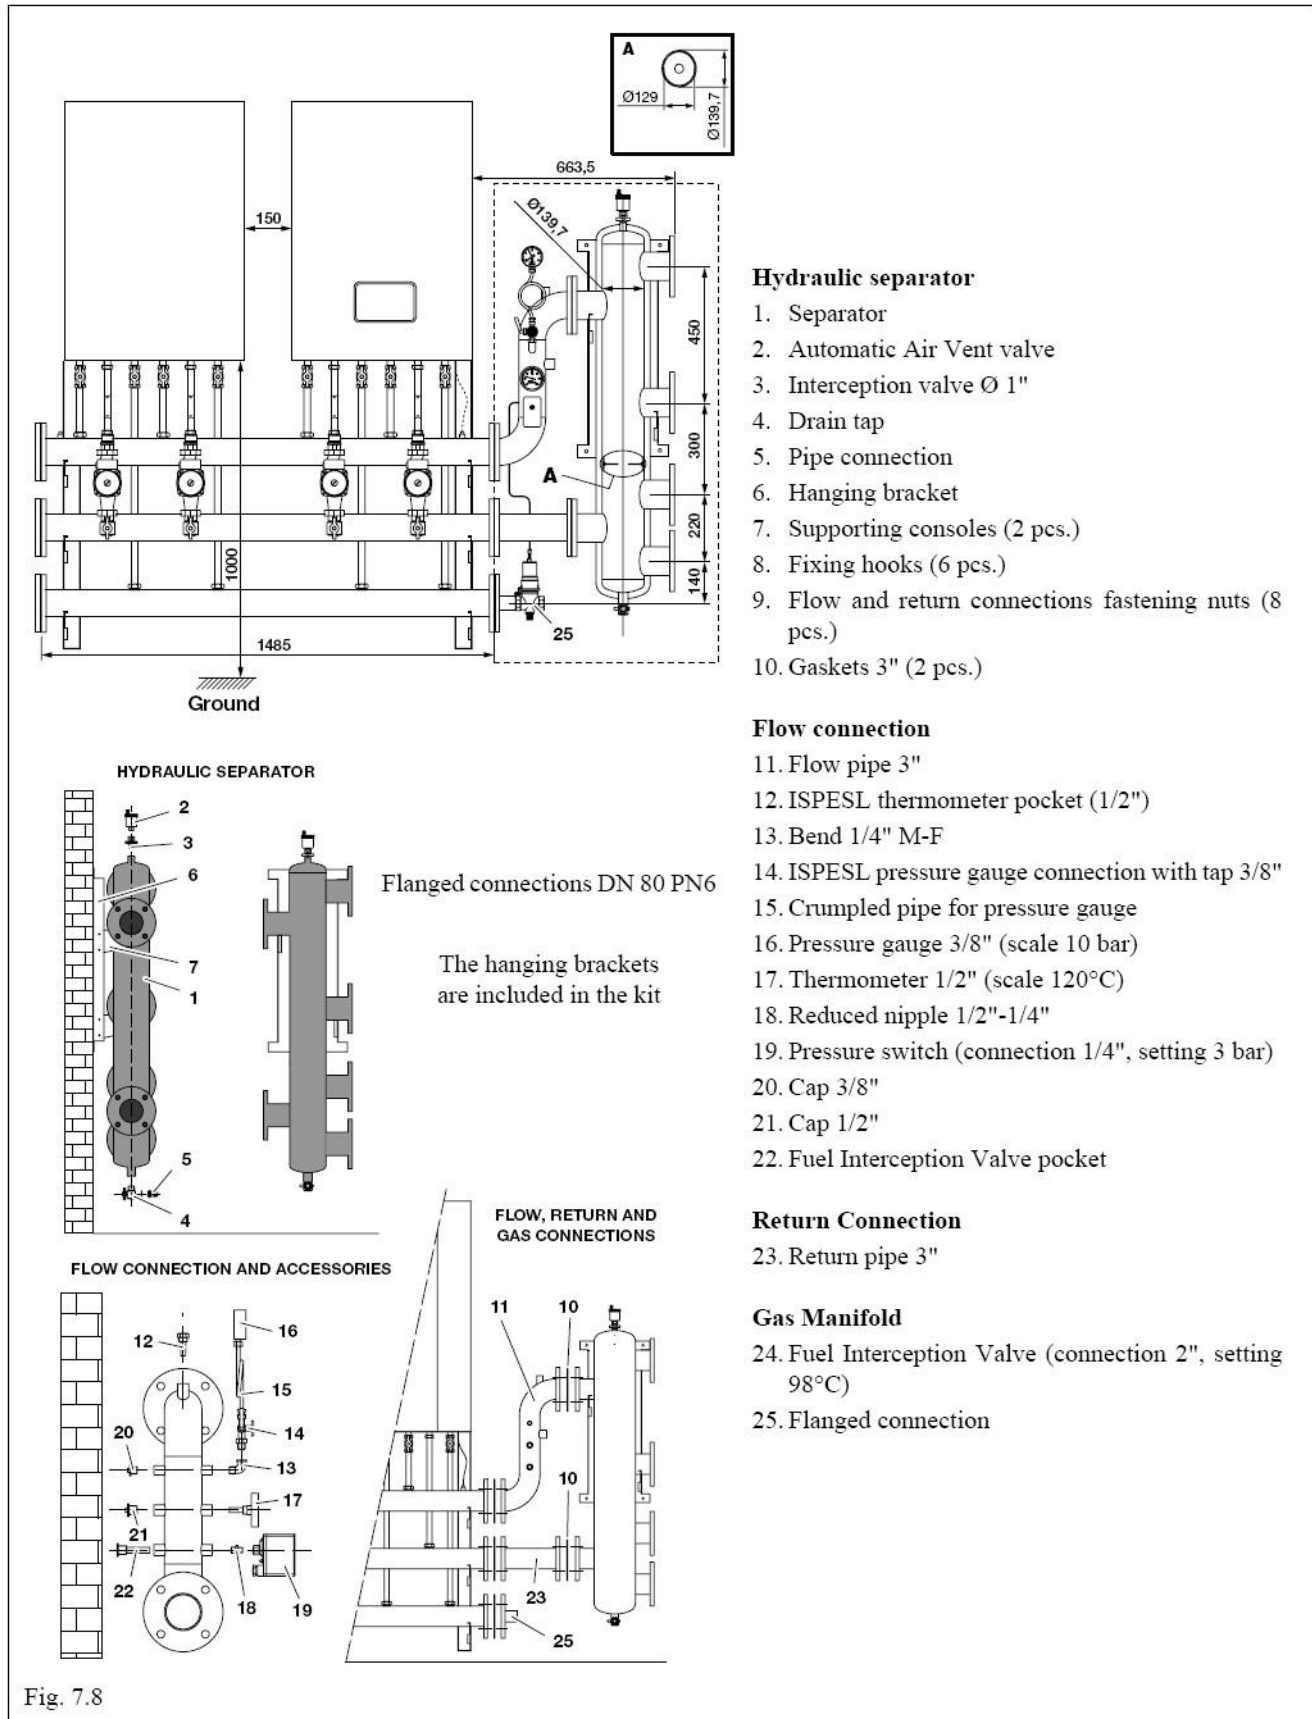 A
Ø129
Ø139,7
663,5
150
Ø139,7
450
300
A
220
1000
140
25
1485
Ground
HYDRAULIC SEPARATOR
2
3
6
7
1
5
4
Flanged connections DN 80 PN6
The hanging brackets
are included in the kit
FLOW CONNECTION AND ACCESSORIES
12
16
15
14
20
13
17
21
22
18
19
FLOW, RETURN AND
GAS CONNECTIONS
11
10
10
23
25
Hydraulic separator
1. Separator
2. Automatic Air Vent valve
3. Interception valve Ø 1"
4. Drain tap
5. Pipe connection
6. Hanging bracket
7. Supporting consoles (2 pcs.)
8. Fixing hooks (6 pcs.)
9. Flow and return connections fastening nuts (8
pcs.)
10. Gaskets 3" (2 pcs.)
Flow connection
11. Flow pipe 3"
12. ISPESL thermometer pocket (1/2")
13. Bend 1/4" M-F
14. ISPESL pressure gauge connection with tap 3/8"
15. Crumpled pipe for pressure gauge
16. Pressure gauge 3/8" (scale 10 bar)
17. Thermometer 1/2" (scale 120°C)
18. Reduced nipple 1/2"-1/4"
19. Pressure switch (connection 1/4", setting 3 bar)
20. Cap 3/8"
21. Cap 1/2"
22. Fuel Interception Valve pocket
Return Connection
23. Return pipe 3"
Gas Manifold
24. Fuel Interception Valve (connection 2", setting
98°C)
25. Flanged connection
Fig. 7.8